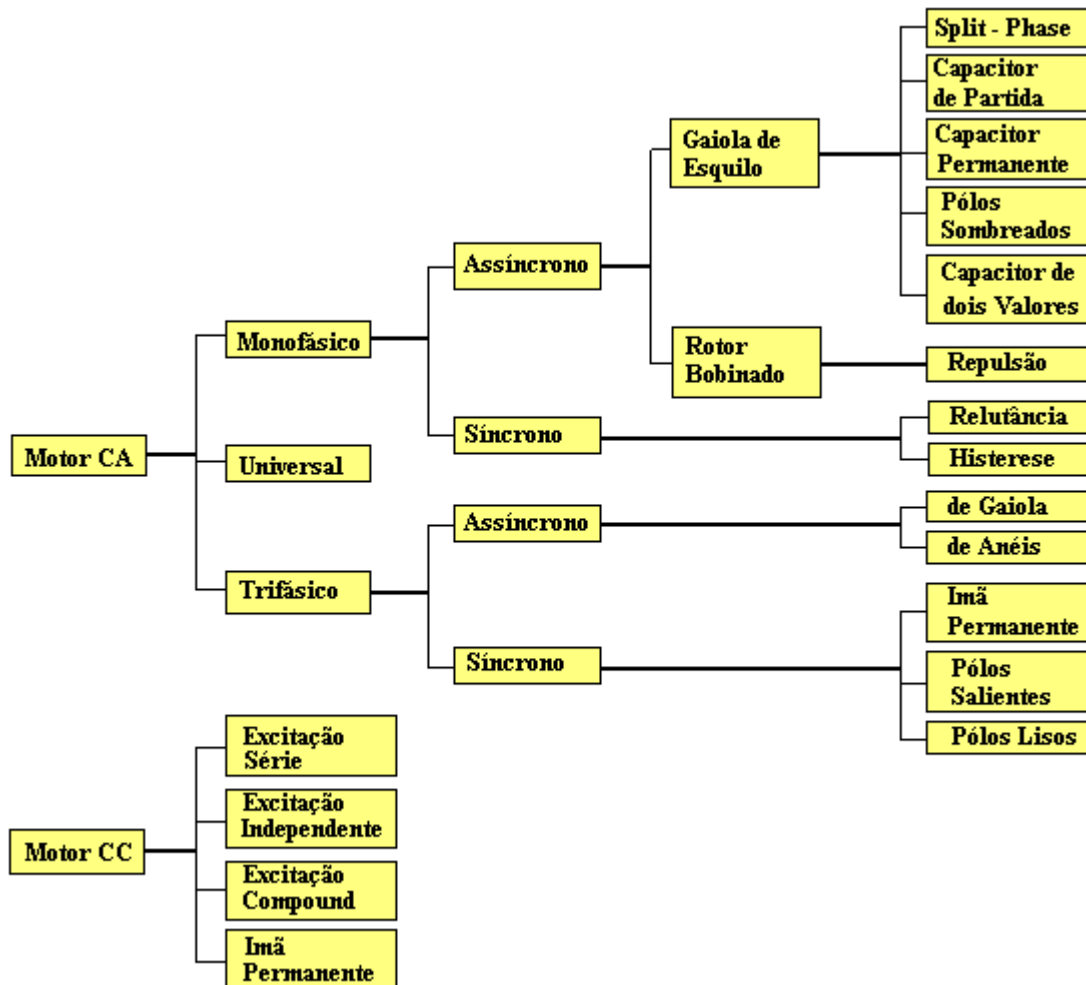 Split - Phase
Capacitor
de Partida
Gaiola de
Esquilo
Capacitor
Permanente
Pólos
Sombreados
Assíncrono
Capacitor de
dois Valores
Monofásico
Rotor
Bobinado
Repulsão
Relutância
Síncrono
Motor CA
Universal
Histerese
de Gaiola
Assíncrono
de Anéis
Trifásico
Imã
Permanente
Síncrono
Pólos
Salientes
Pólos Lisos
Excitação
Série
Excitação
Independente
Motor CC
Excitação
Compound
Imã
Permanente